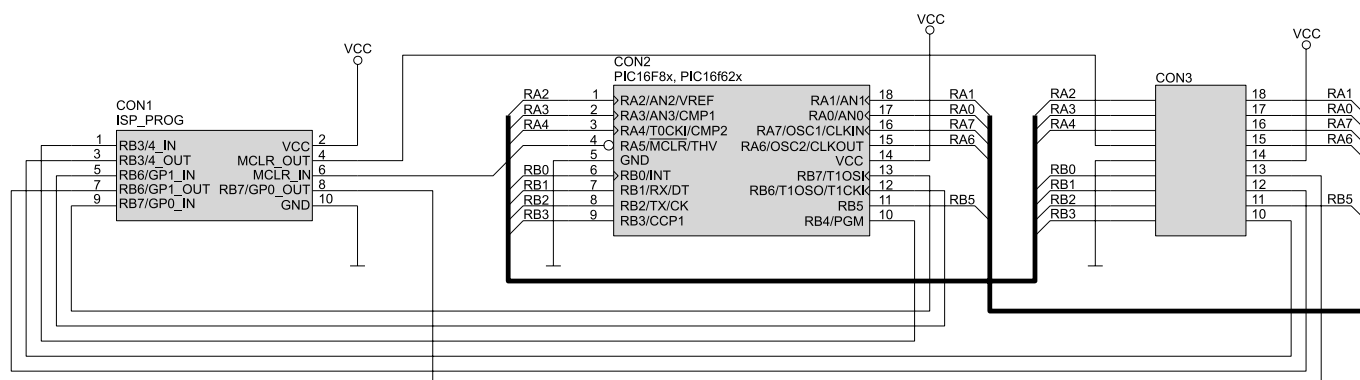 VCC
VCC
VCC
CON1
ISP_PROG
1 RB3/4_IN VCC 2
3 RB3/4_OUT MCLR_OUT 4
5 RB6/GP1_IN MCLR_IN 6
7 RB6/GP1_OUT RB7/GP0_OUT 8
9 RB7/GP0_IN GND 10
CON2
PIC16F8x, PIC16f62x
RA2 1 RA2/AN2/VREF RA1/AN1 18 RA1
RA3 2 RA3/AN3/CMP1 RA0/AN0 17 RA0
RA4 3 RA4/T0CKI/CMP2 RA7/OSC1/CLKIN 16 RA7
4 RA5/MCLR/THV RA6/OSC2/CLKOUT 15 RA6
5 GND VCC 14
RB0 6 RB0/INT RB7/T1OSI 13
RB1 7 RB1/RX/DT RB6/T1OSO/T1CKI 12
RB2 8 RB2/TX/CK RB5 11 RB5
RB3 9 RB3/CCP1 RB4/PGM 10
CON3
RA2 18 RA1
RA3 17 RA0
RA4 16 RA7
15 RA6
14
RB0 13
RB1 12
RB2 11 RB5
RB3 10